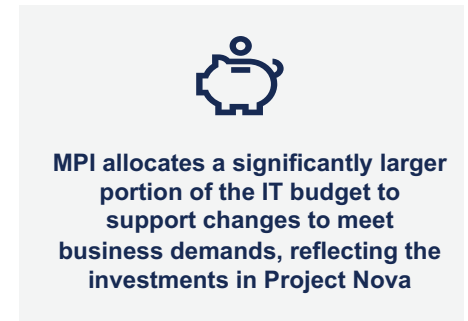 MPI allocates a significantly larger
portion of the IT budget to
support changes to meet
business demands, reflecting the
investments in Project Nova